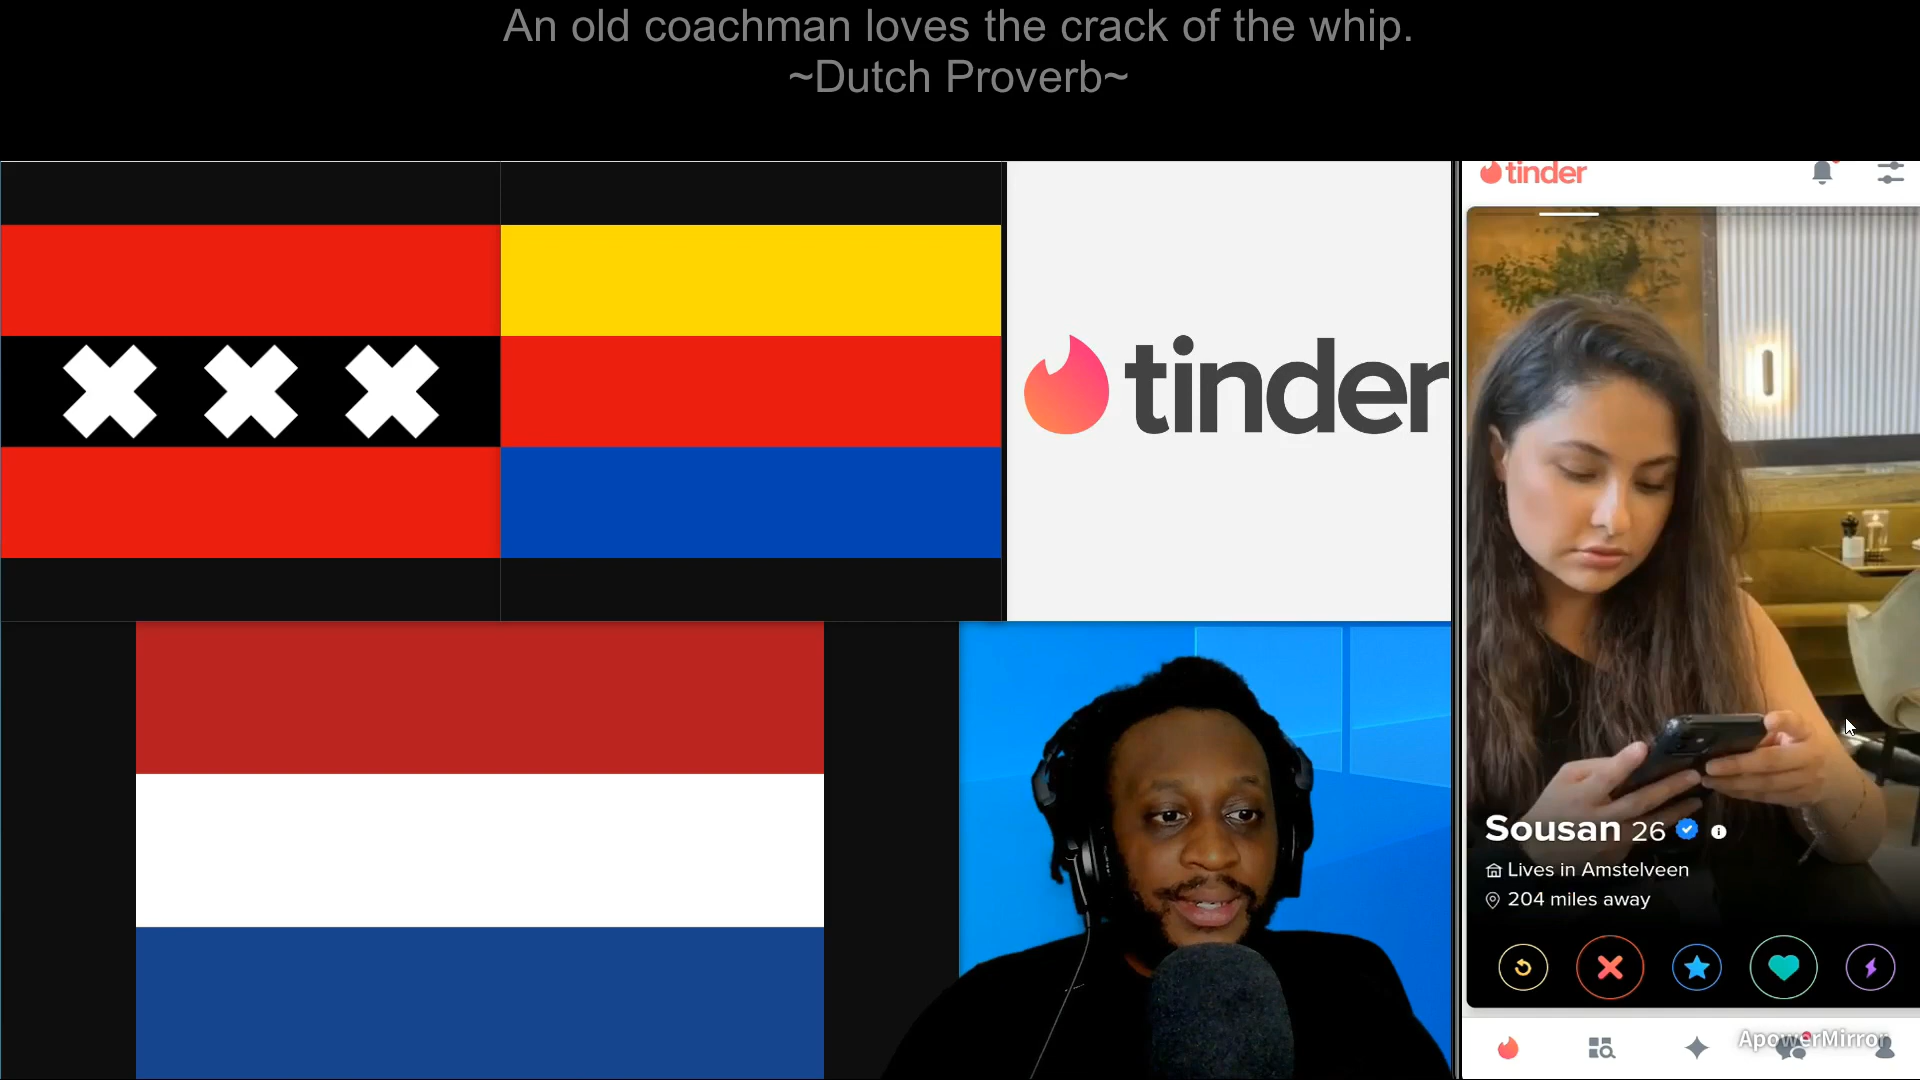 An old coachman loves the crack of the whip.
~Dutch Proverb~
tinder
tinder
Sousan 26
Lives in Amstelveen
204 miles away
ApowerMirror